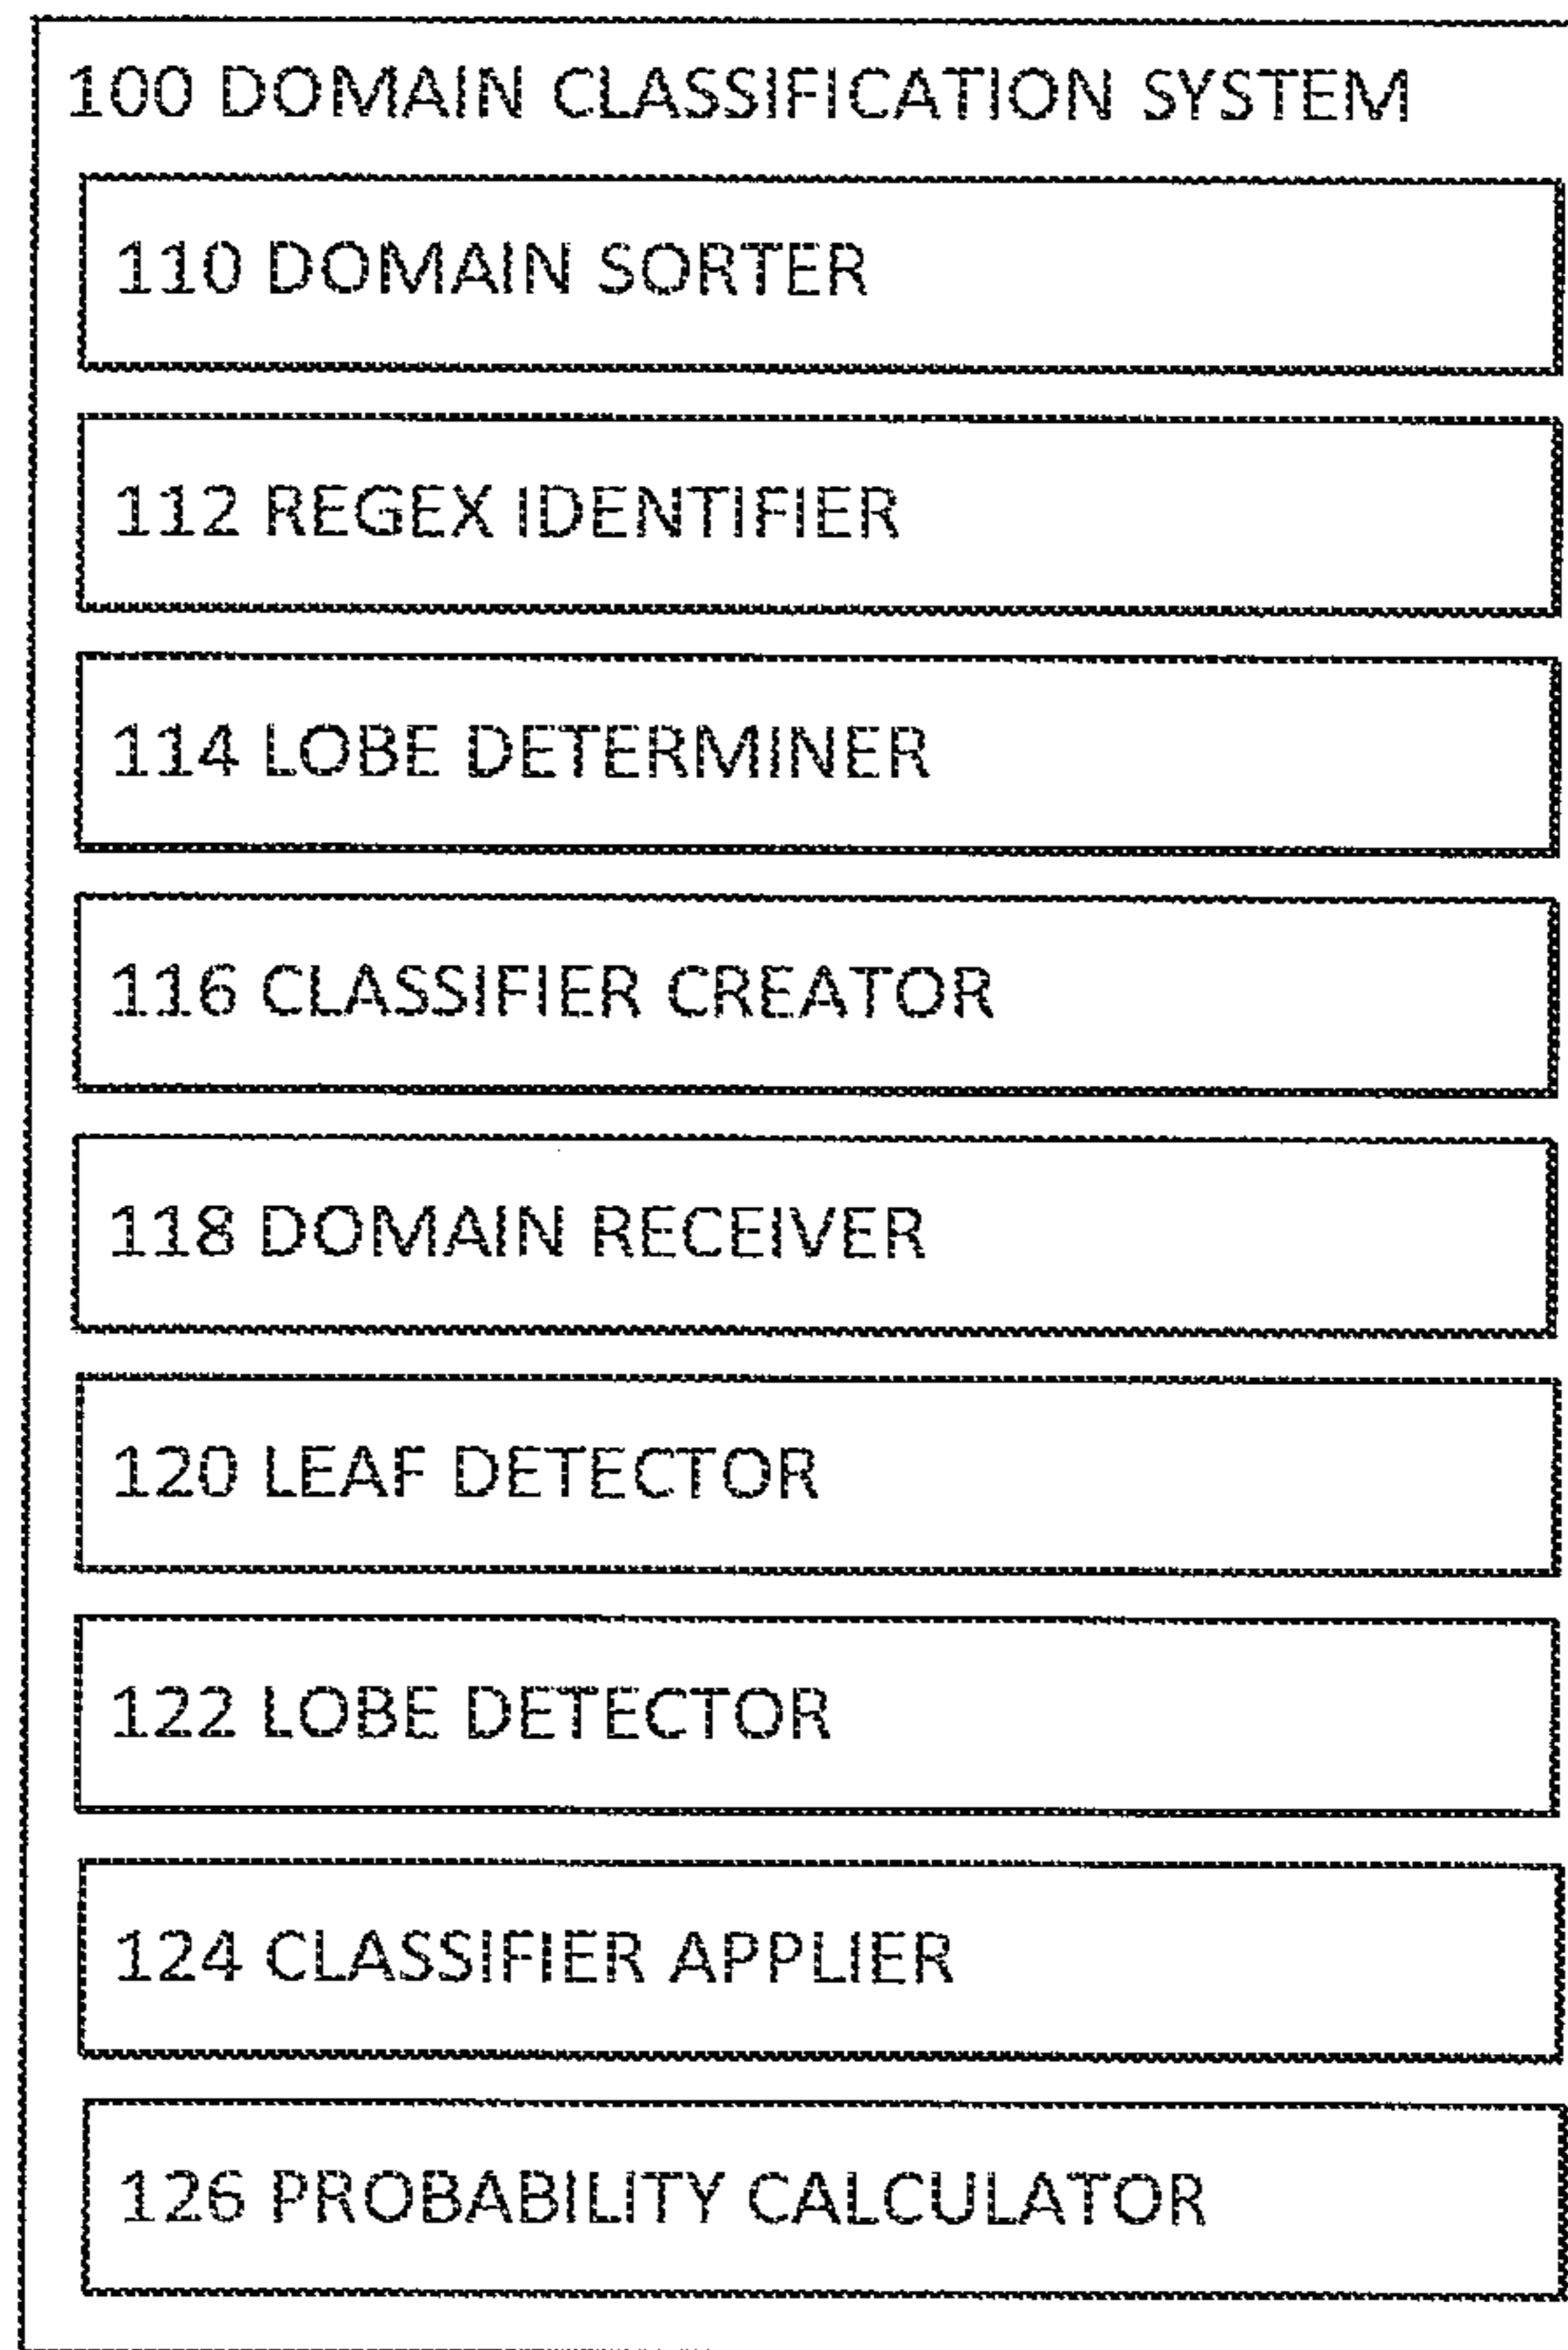 100 DOMAIN CLASSIFICATION SYSTEM
110 DOMAIN SORTER
112 REGEX IDENTIFIER
114 LOBE DETERMINER
116 CLASSIFIER CREATOR
118 DOMAIN RECEIVER
120 LEAF DETECTOR
122 LOBE DETECTOR
124 CLASSIFIER APPLIER
126 PROBABILITY CALCULATOR